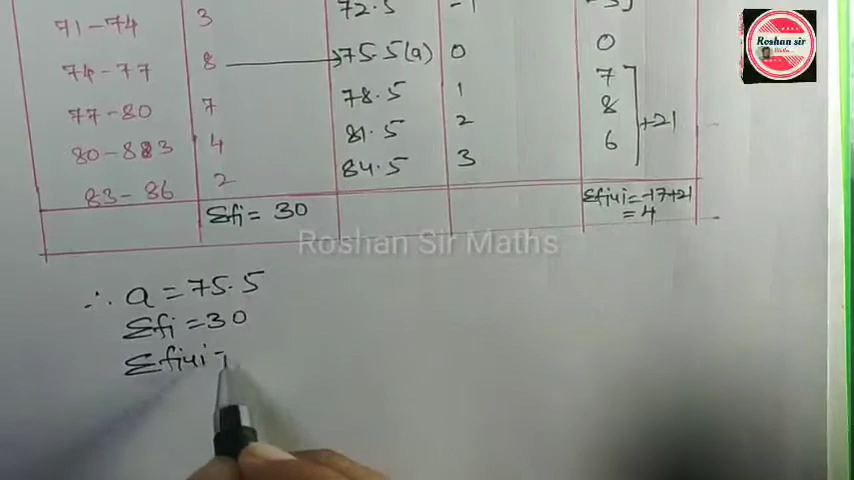 71-74 3 72.5 -1
74-77 8 75.5(a) 0 0
77-80 7 78.5 1 7
80-883 4 81.5 2 8 +21
83-86 2 84.5 3 6
Σfi = 30 Σfiui = -17+21
= 4
∴ a = 75.5
Σfi = 30
Σfiui =
Roshan Sir Maths
Roshan sir